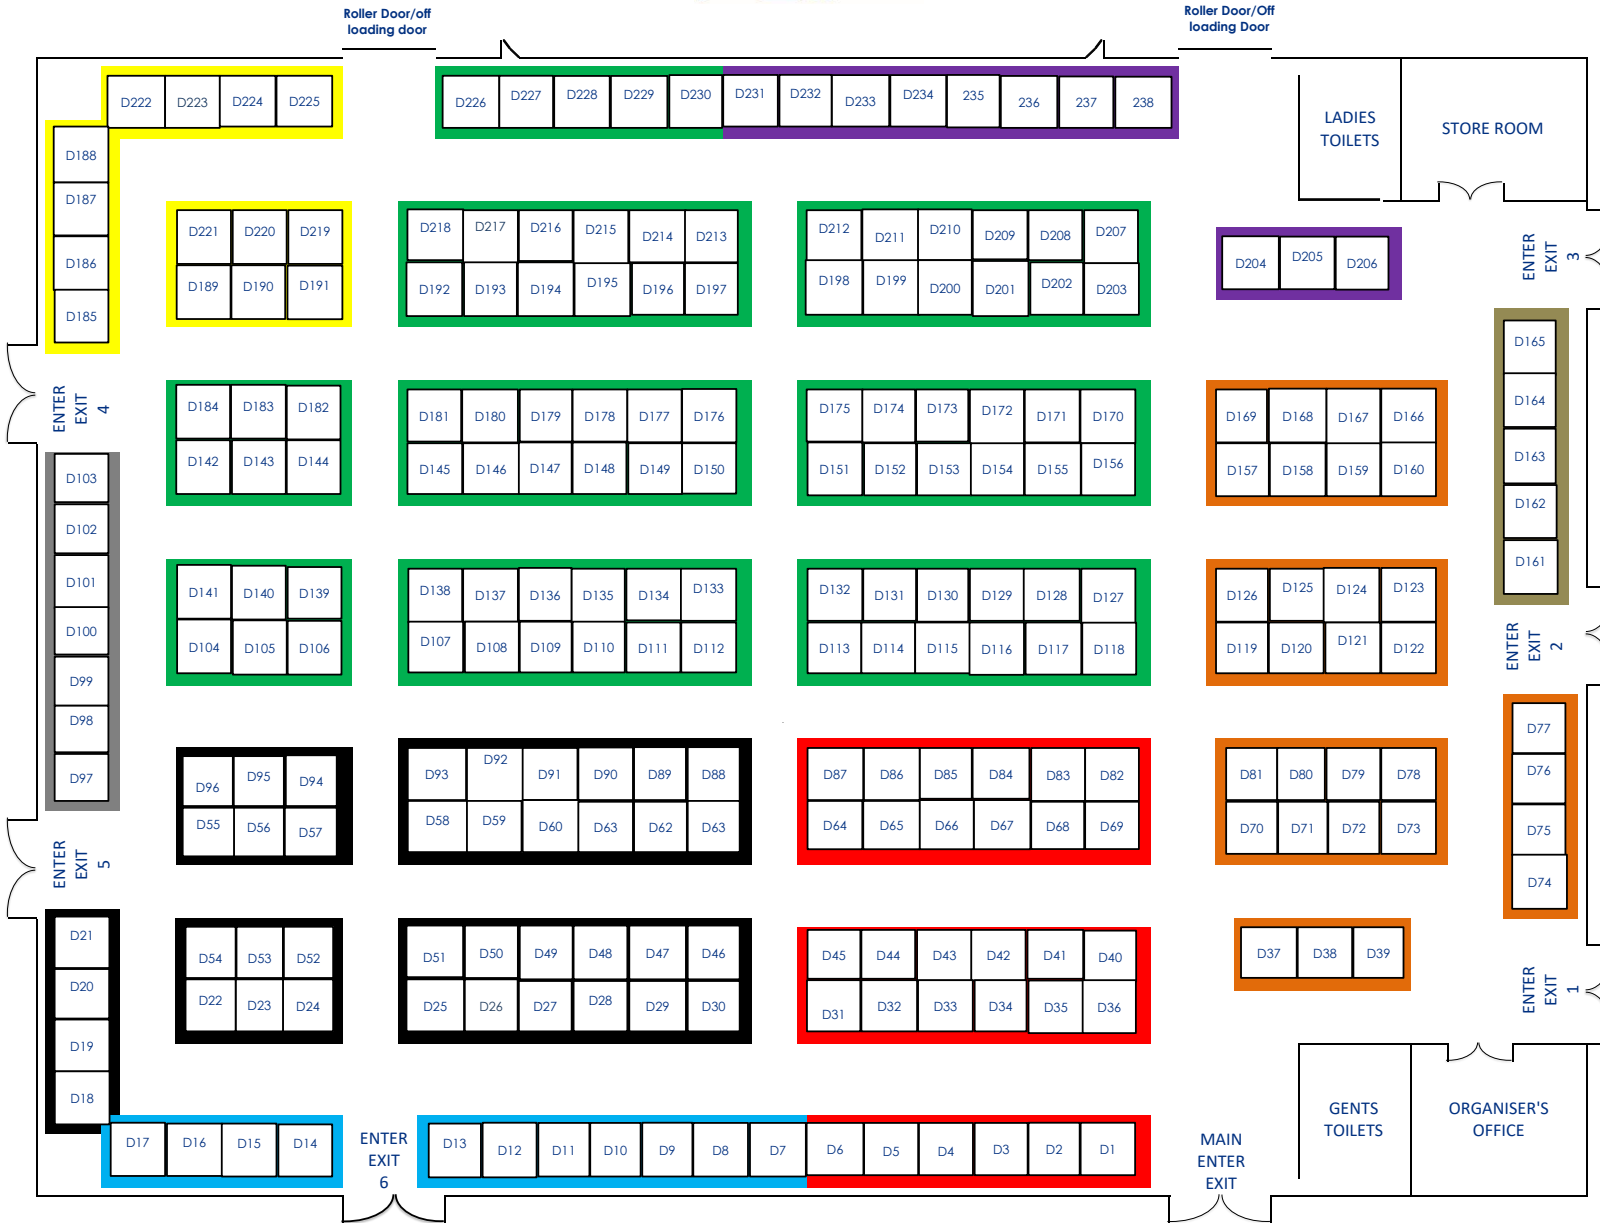 Roller Door/off
loading door
Roller Door/Off
loading Door
D222 D223 D224 D225
D226 D227 D228 D229 D230 D231 D232 D233 D234 235 236 237 238
LADIES
TOILETS
STORE ROOM
D188
D187
D186
D185
D221 D220 D219
D189 D190 D191
D218 D217 D216 D215 D214 D213
D192 D193 D194 D195 D196 D197
D212 D211 D210 D209 D208 D207
D198 D199 D200 D201 D202 D203
D204 D205 D206
ENTER
EXIT
3
ENTER
EXIT
4
D184 D183 D182
D142 D143 D144
D181 D180 D179 D178 D177 D176
D145 D146 D147 D148 D149 D150
D175 D174 D173 D172 D171 D170
D151 D152 D153 D154 D155 D156
D169 D168 D167 D166
D157 D158 D159 D160
D165
D164
D163
D162
D161
D103
D102
D101
D100
D99
D98
D97
D141 D140 D139
D104 D105 D106
D138 D137 D136 D135 D134 D133
D107 D108 D109 D110 D111 D112
D132 D131 D130 D129 D128 D127
D113 D114 D115 D116 D117 D118
D126 D125 D124 D123
D119 D120 D121 D122
ENTER
EXIT
2
D96 D95 D94
D55 D56 D57
D93 D92 D91 D90 D89 D88
D58 D59 D60 D63 D62 D63
D87 D86 D85 D84 D83 D82
D64 D65 D66 D67 D68 D69
D81 D80 D79 D78
D70 D71 D72 D73
D77
D76
D75
D74
ENTER
EXIT
5
D21
D20
D19
D18
D54 D53 D52
D22 D23 D24
D51 D50 D49 D48 D47 D46
D25 D26 D27 D28 D29 D30
D45 D44 D43 D42 D41 D40
D31 D32 D33 D34 D35 D36
D37 D38 D39
ENTER
EXIT
1
D17 D16 D15 D14
ENTER
EXIT
6
D13 D12 D11 D10 D9 D8 D7 D6 D5 D4 D3 D2 D1
MAIN
ENTER
EXIT
GENTS
TOILETS
ORGANISER'S
OFFICE